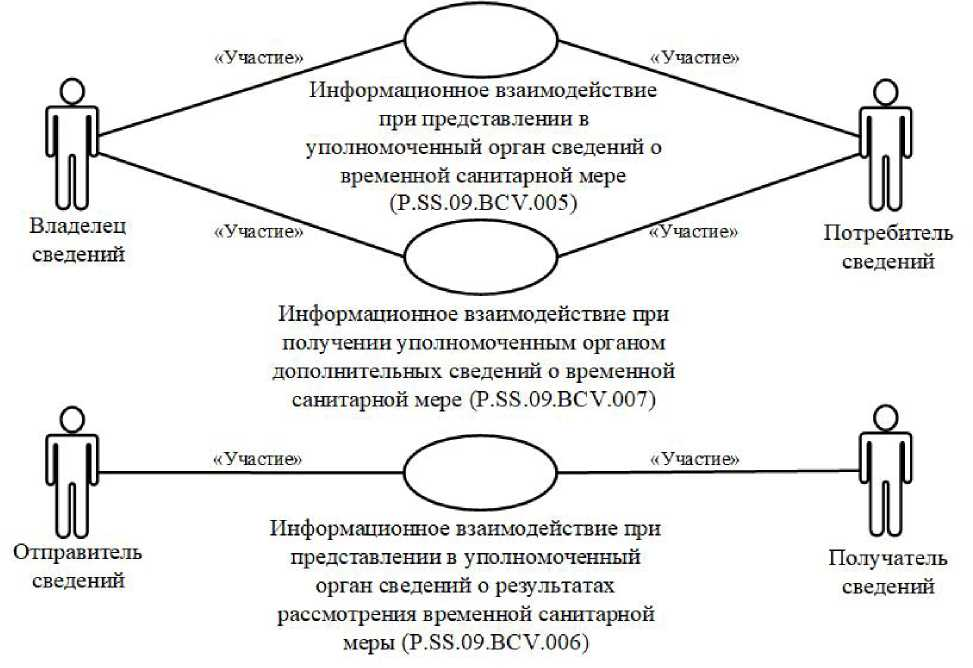 «Участие»
«Участие»
Информационное взаимодействие
при представлении в
уполномоченный орган сведений о
временной санитарной мере
(P.SS.09.BCV.005)
Владелец
сведений
Потребитель
сведений
«Участие»
«Участие»
Информационное взаимодействие при
получении уполномоченным органом
дополнительных сведений о временной
санитарной мере (P.SS.09.BCV.007)
«Участие»
«Участие»
Отправитель
сведений
Получатель
сведений
Информационное взаимодействие при
представлении в уполномоченный
орган сведений о результатах
рассмотрения временной санитарной
меры (P.SS.09.BCV.006)